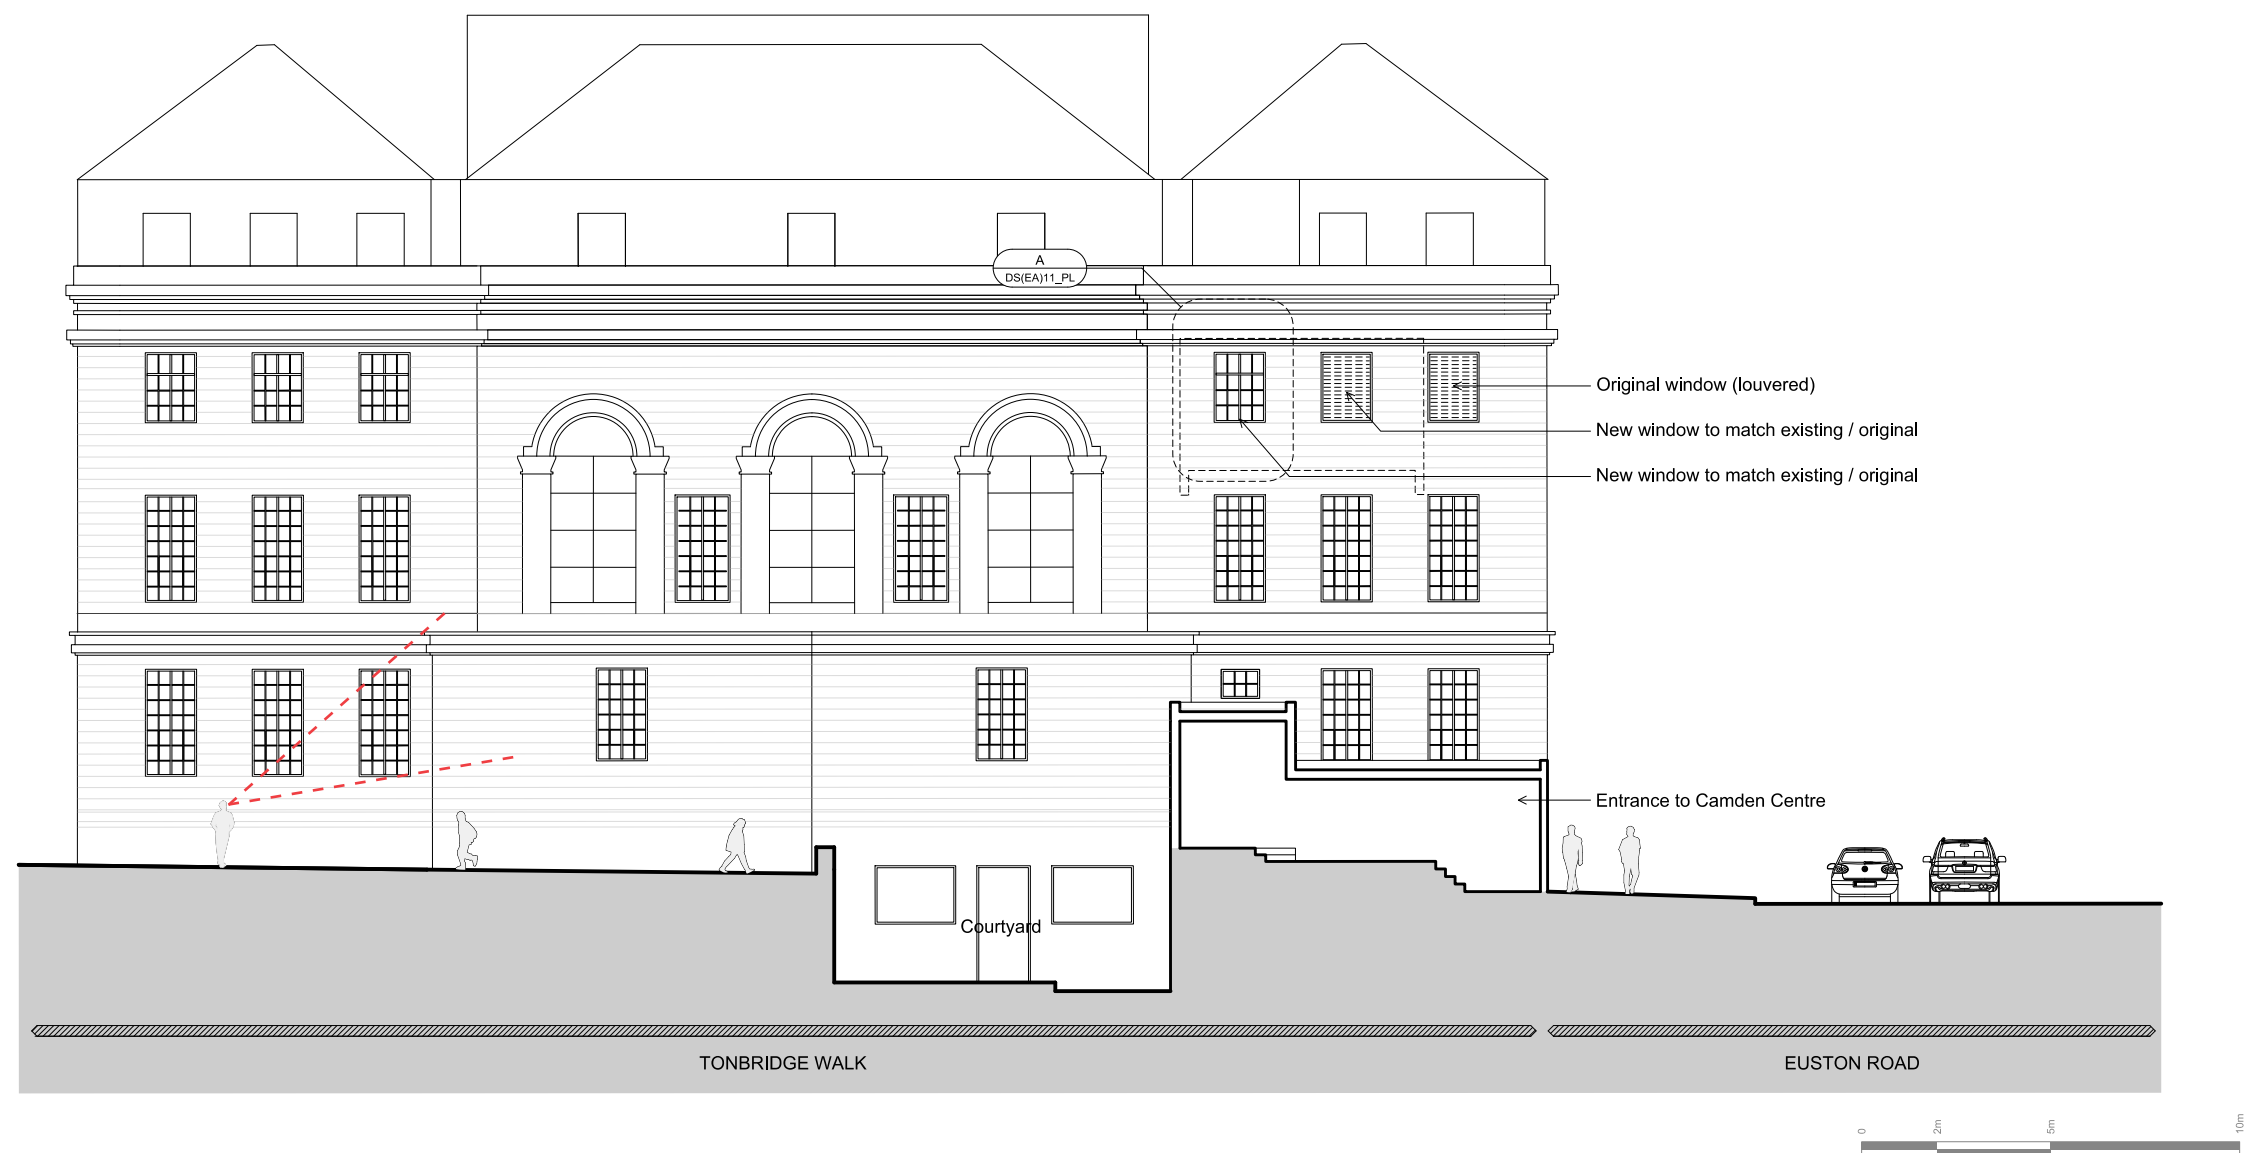 A
DS(EA)11_PL
Original window (louvered)
New window to match existing / original
New window to match existing / original
Entrance to Camden Centre
Courtyard
TONBRIDGE WALK
EUSTON ROAD
0
2m
5m
10m